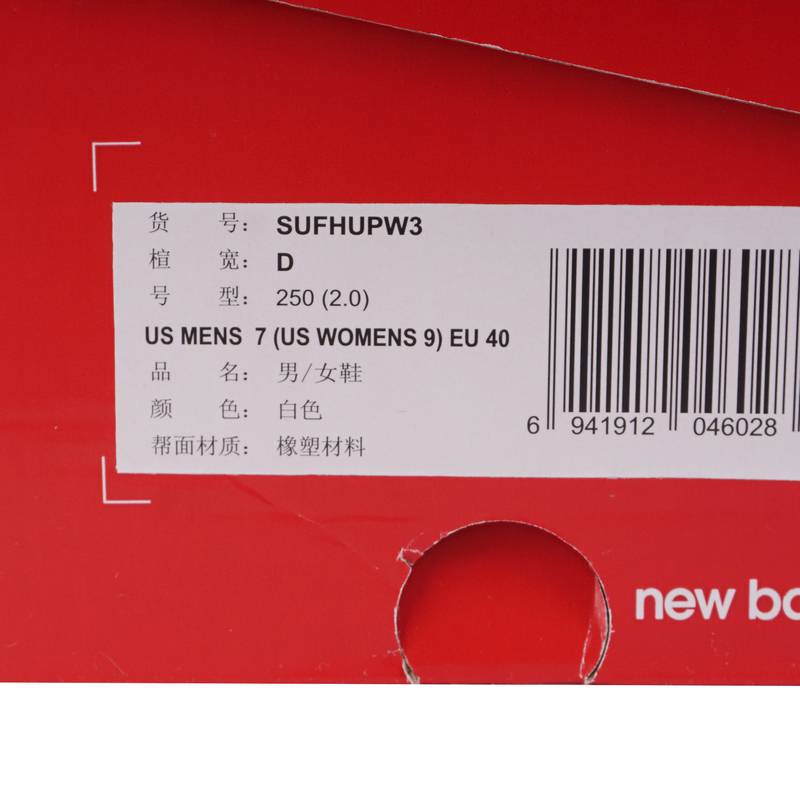 货 号： SUFHUPW3
楦 宽： D
号 型： 250 (2.0)
US MENS 7 (US WOMENS 9) EU 40
品 名： 男/女鞋
颜 色： 白色
帮面材质： 橡塑材料
6 941912 046028
new ba